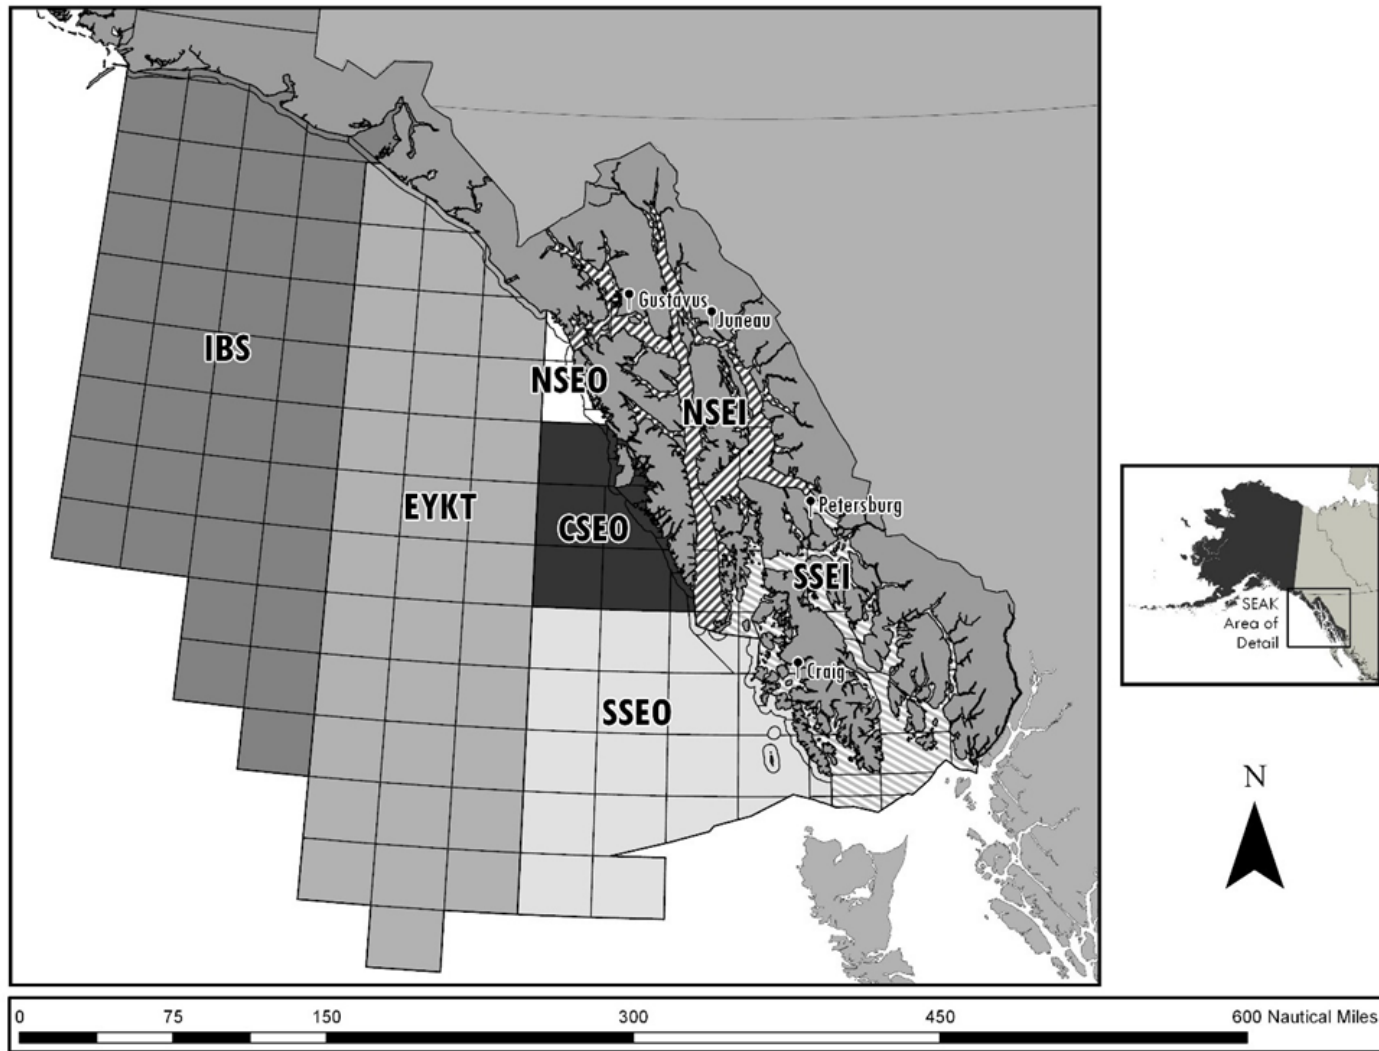 Gustavus
Juneau
IBS
NSEO
NSEI
EYKT
CSEO
Petersburg
SSEI
SEAK
Area of
Detail
Craig
SSEO
N
0 75 150 300 450 600 Nautical Miles